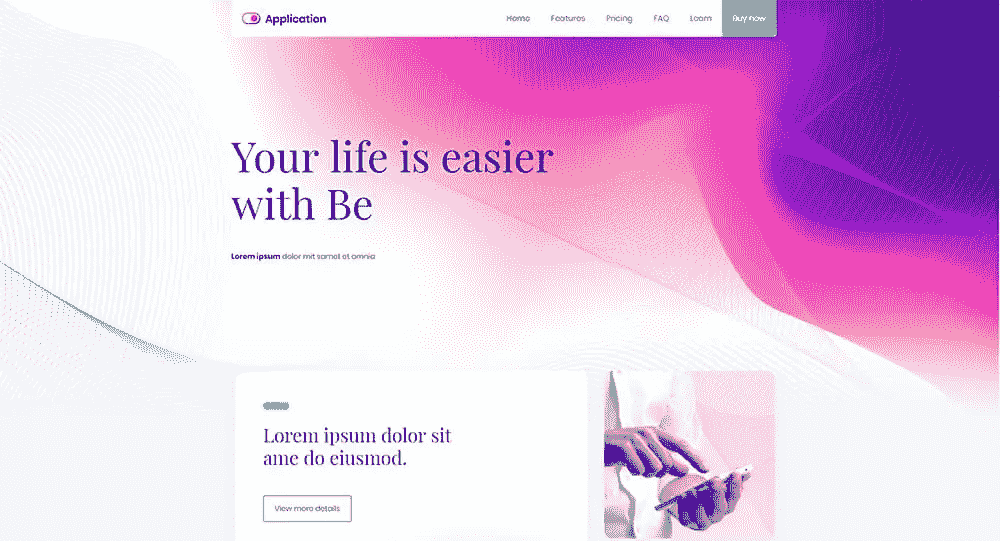 Application
Home Features Pricing FAQ Learn Buy now
Your life is easier
with Be
Lorem ipsum dolor mit samet at omnia
Lorem ipsum dolor sit
ame do eiusmod.
View more details